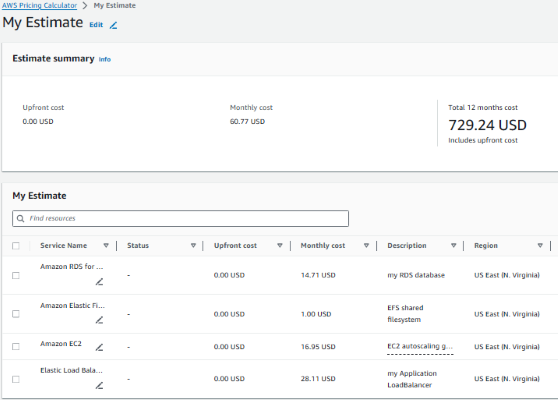 AWS Pricing Calculator > My Estimate
My Estimate Edit
Estimate summary Info
Upfront cost
0.00 USD
Monthly cost
60.77 USD
Total 12 months cost
729.24 USD
Includes upfront cost
My Estimate
Find resources
Service Name Status Upfront cost Monthly cost Description Region
Amazon RDS for ... - 0.00 USD 14.71 USD my RDS database US East (N. Virginia)
Amazon Elastic Fi... - 0.00 USD 1.00 USD EFS shared
filesystem US East (N. Virginia)
Amazon EC2 - 0.00 USD 16.95 USD EC2 autoscaling g... US East (N. Virginia)
Elastic Load Bala... - 0.00 USD 28.11 USD my Application
LoadBalancer US East (N. Virginia)